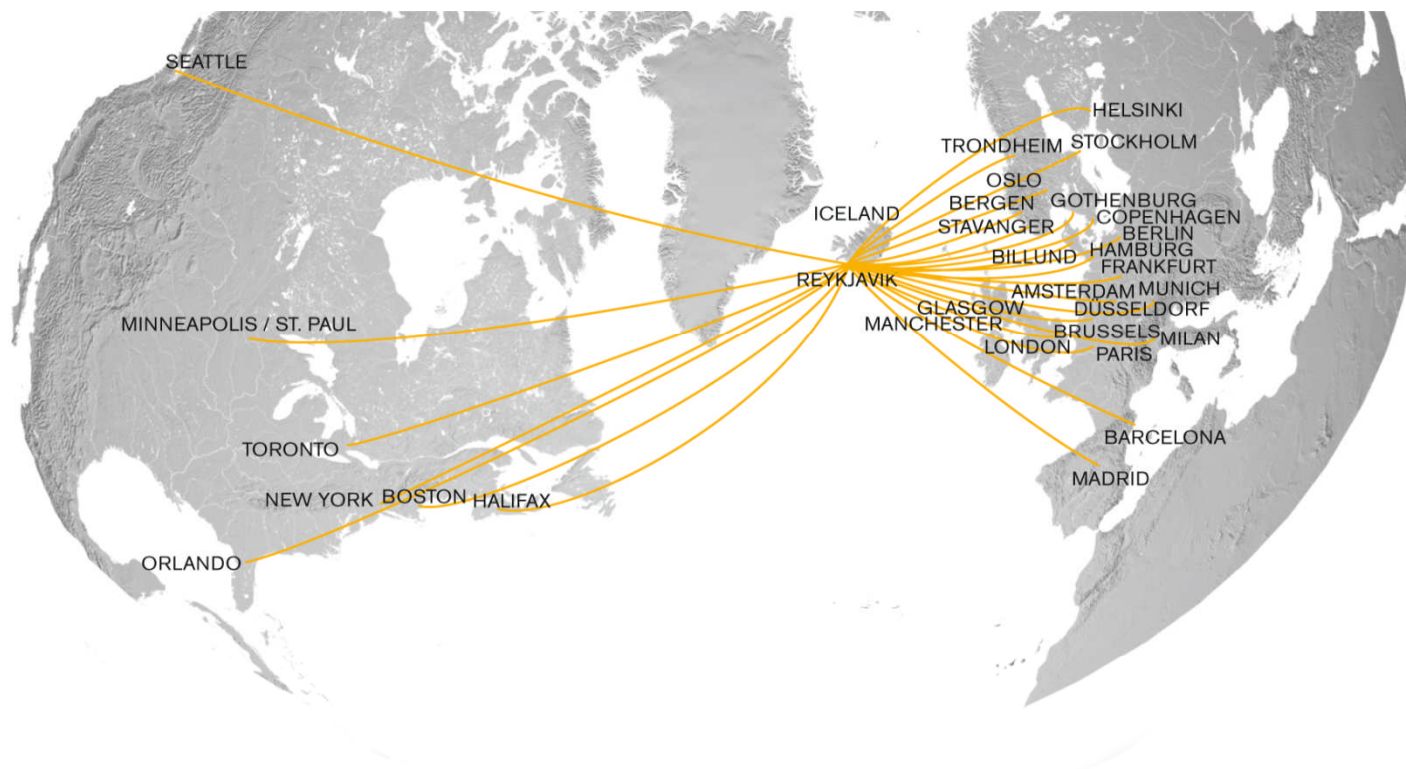 SEATTLE
HELSINKI
TRONDHEIM
STOCKHOLM
OSLO
BERGEN
GOTHENBURG
ICELAND
COPENHAGEN
STAVANGER
BERLIN
HAMBURG
BILLUND
FRANKFURT
REYKJAVIK
AMSTERDAM
MUNICH
GLASGOW
DÜSSELDORF
MINNEAPOLIS / ST. PAUL
MANCHESTER
BRUSSELS
MILAN
LONDON
PARIS
BARCELONA
TORONTO
MADRID
NEW YORK
BOSTON
HALIFAX
ORLANDO